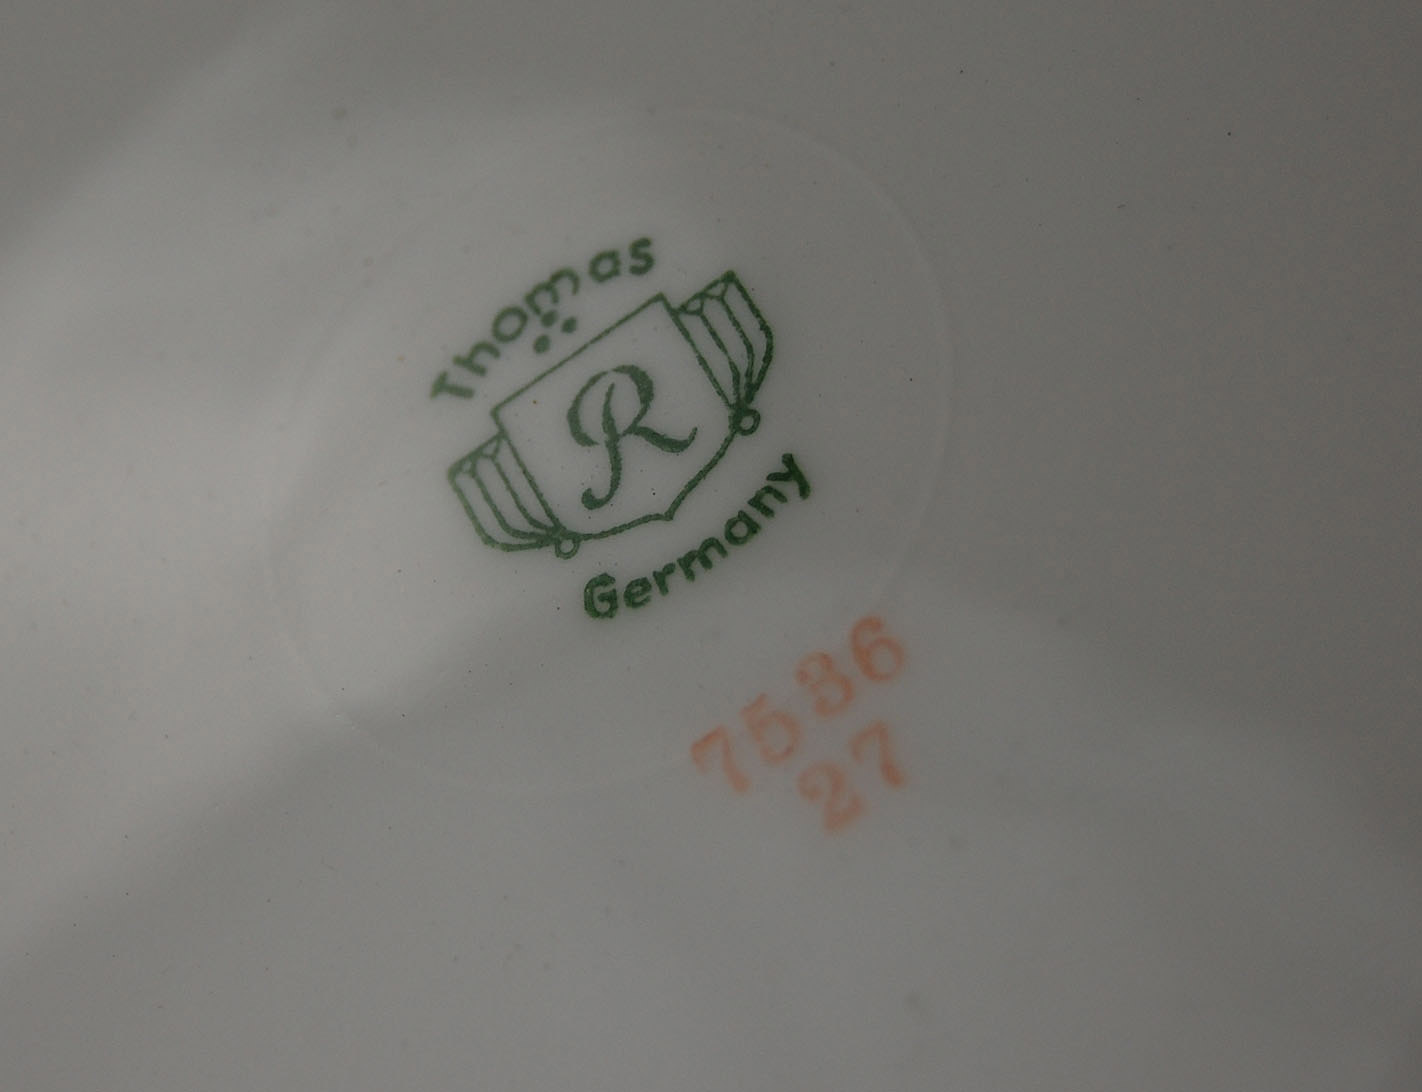 Thomas
R
Germany
7536
27